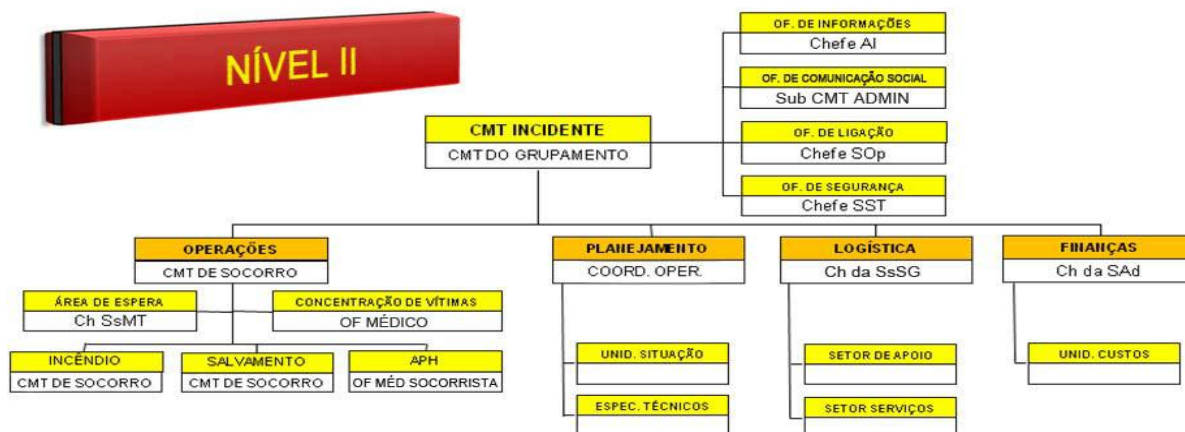 NÍVEL II
OF. DE INFORMAÇÕES
Chefe AI
OF. DE COMUNICAÇÃO SOCIAL
Sub CMT ADMIN
CMT INCIDENTE
CMT DO GRUPAMENTO
OF. DE LIGAÇÃO
Chefe SOp
OF. DE SEGURANÇA
Chefe SST
OPERAÇÕES
CMT DE SOCORRO
PLANEJAMENTO
COORD. OPER.
LOGÍSTICA
Ch da SsSG
FINANÇAS
Ch da SAd
ÁREA DE ESPERA
Ch SsMT
CONCENTRAÇÃO DE VÍTIMAS
OF MÉDICO
INCÊNDIO
CMT DE SOCORRO
SALVAMENTO
CMT DE SOCORRO
APH
OF MÉD SOCORRISTA
UNID. SITUAÇÃO
ESPEC. TÉCNICOS
SETOR DE APOIO
SETOR SERVIÇOS
UNID. CUSTOS